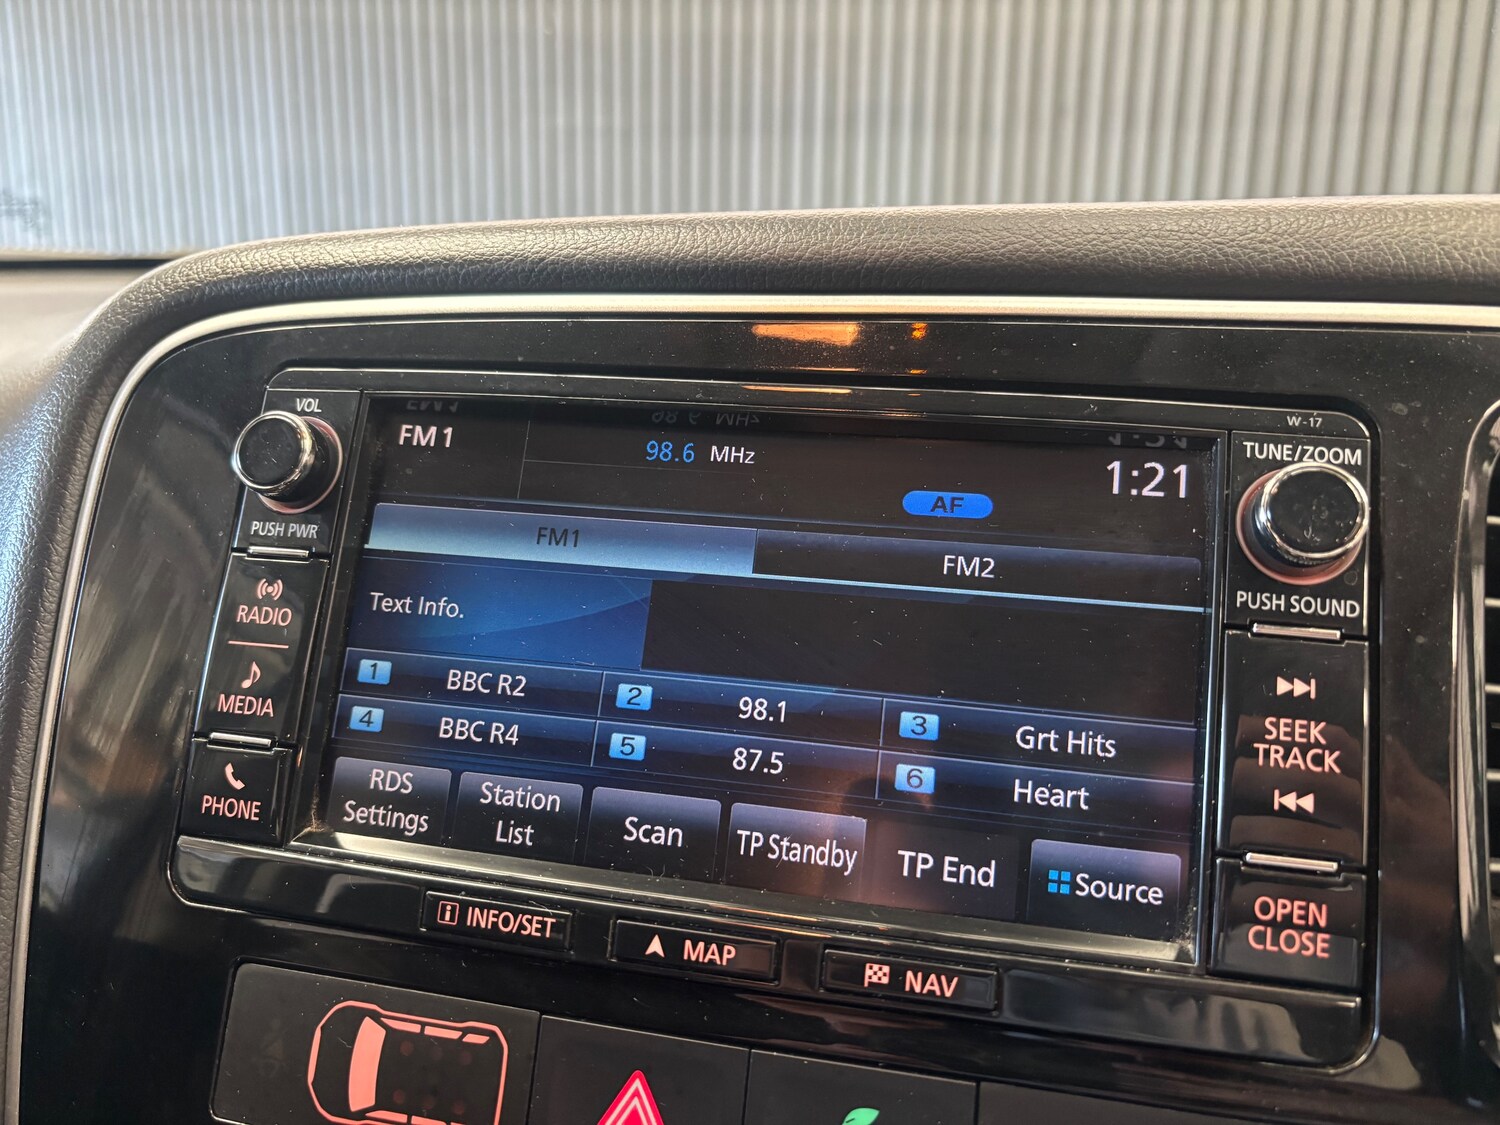 VOL
W-17
FM1
98.6 MHz
1:21
TUNE/ZOOM
AF
PUSH PWR
FM1
FM2
RADIO
Text Info.
PUSH SOUND
MEDIA
1 BBC R2
2 98.1
3 Grt Hits
4 BBC R4
5 87.5
6 Heart
SEEK
TRACK
PHONE
RDS
Settings
Station
List
Scan
TP Standby
TP End
Source
OPEN
CLOSE
i INFO/SET
MAP
NAV